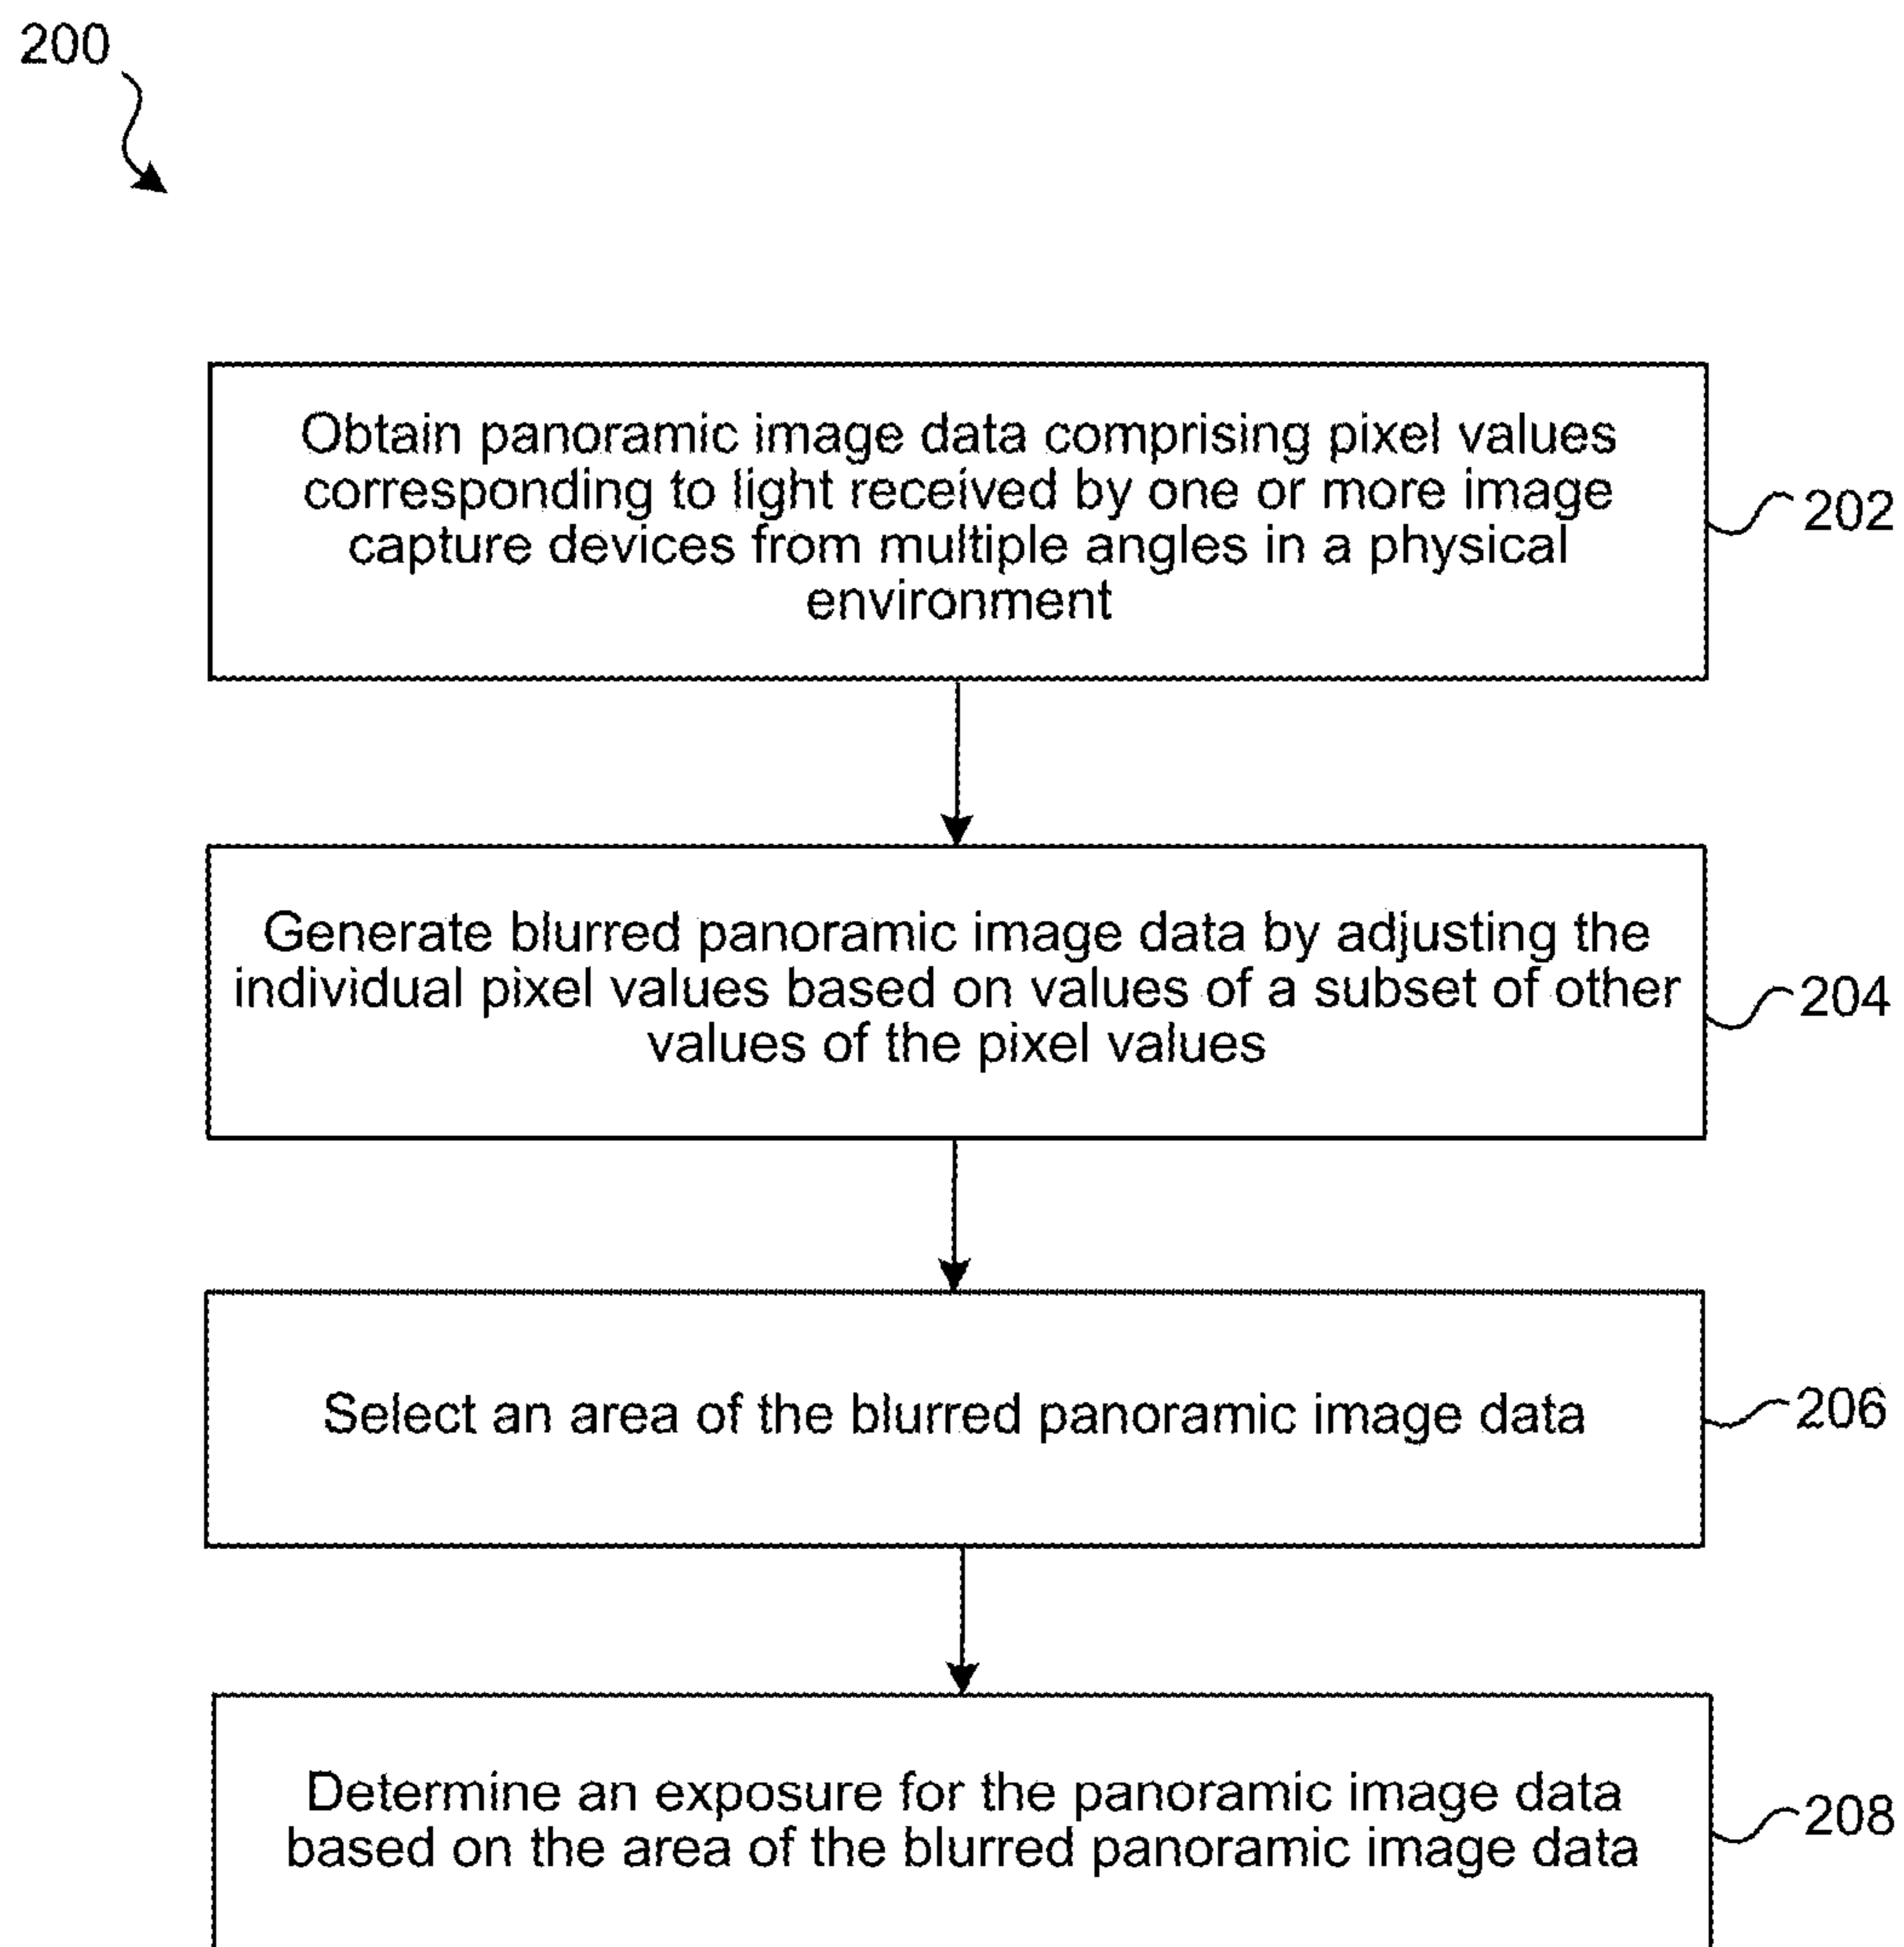 200
Obtain panoramic image data comprising pixel values
corresponding to light received by one or more image
capture devices from multiple angles in a physical
environment
202
Generate blurred panoramic image data by adjusting the
individual pixel values based on values of a subset of other
values of the pixel values
204
Select an area of the blurred panoramic image data
206
Determine an exposure for the panoramic image data
based on the area of the blurred panoramic image data
208